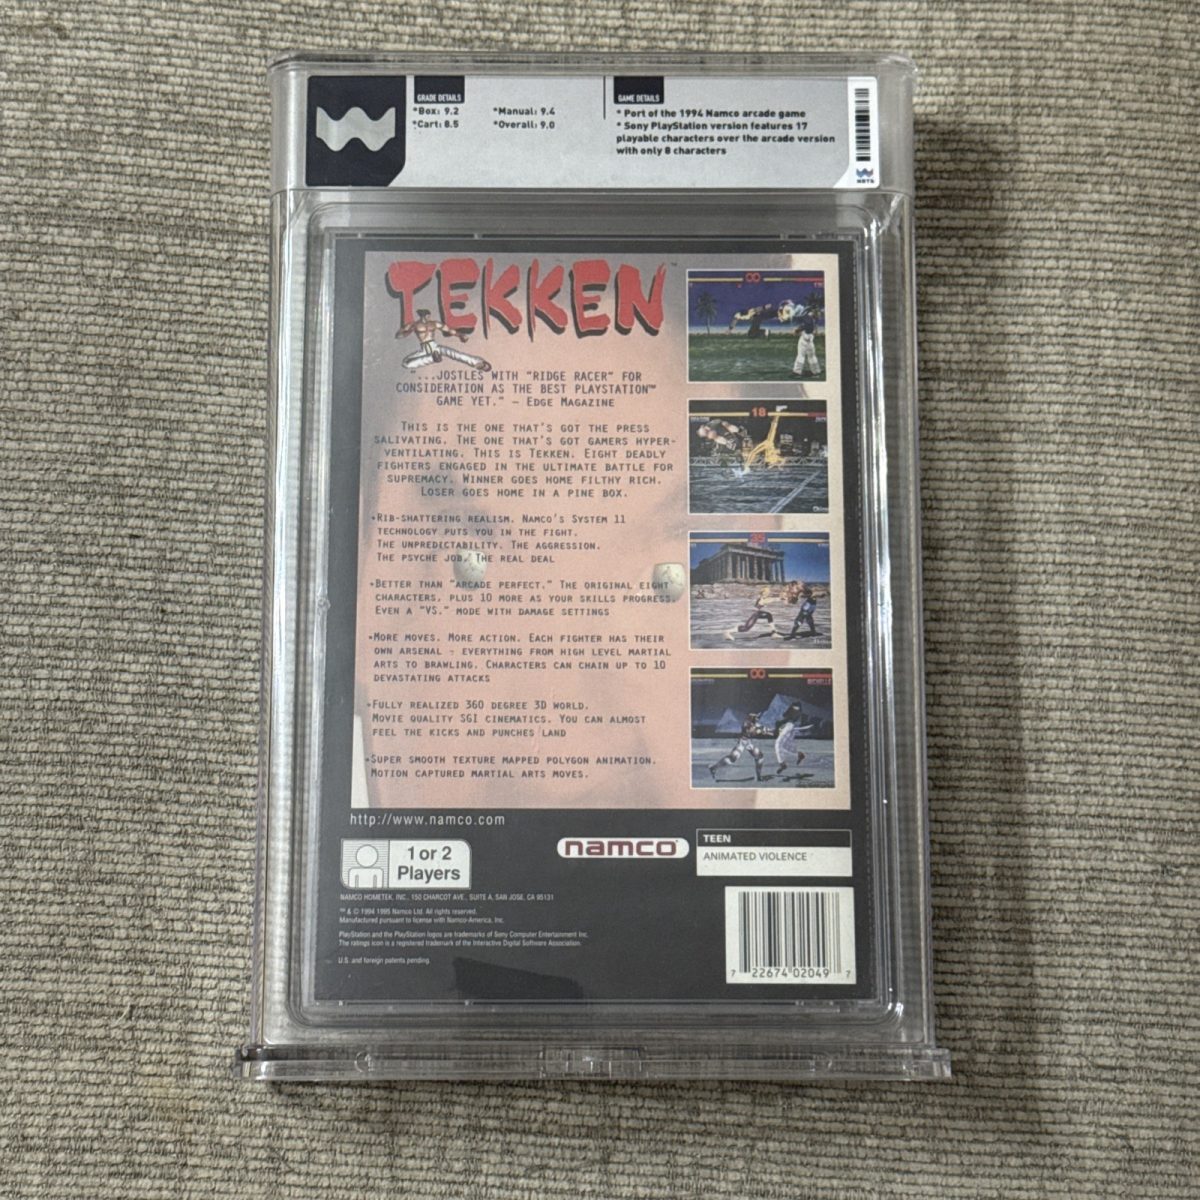 GRADE DETAILS
*Box: 9.2
*Manual: 9.4
*Cart: 8.5
*Overall: 9.0
GAME DETAILS
* Port of the 1994 Namco arcade game
* Sony PlayStation version features 17
playable characters over the arcade version
with only 8 characters
WATA
TEKKEN™
"...JOSTLES WITH "RIDGE RACER" FOR
CONSIDERATION AS THE BEST PLAYSTATION™
GAME YET." – EDGE MAGAZINE
THIS IS THE ONE THAT'S GOT THE PRESS
SALIVATING. THE ONE THAT'S GOT GAMERS HYPER-
VENTILATING. THIS IS TEKKEN. EIGHT DEADLY
FIGHTERS ENGAGED IN THE ULTIMATE BATTLE FOR
SUPREMACY. WINNER GOES HOME FILTHY RICH.
LOSER GOES HOME IN A PINE BOX.
•RIB-SHATTERING REALISM. NAMCO'S SYSTEM 11
TECHNOLOGY PUTS YOU IN THE FIGHT.
THE UNPREDICTABILITY. THE AGGRESSION.
THE PSYCHE JOB. THE REAL DEAL
•BETTER THAN "ARCADE PERFECT." THE ORIGINAL EIGHT
CHARACTERS, PLUS 10 MORE AS YOUR SKILLS PROGRESS.
EVEN A "VS." MODE WITH DAMAGE SETTINGS
•MORE MOVES. MORE ACTION. EACH FIGHTER HAS THEIR
OWN ARSENAL - EVERYTHING FROM HIGH LEVEL MARTIAL
ARTS TO BRAWLING. CHARACTERS CAN CHAIN UP TO 10
DEVASTATING ATTACKS
•FULLY REALIZED 360 DEGREE 3D WORLD.
MOVIE QUALITY SGI CINEMATICS. YOU CAN ALMOST
FEEL THE KICKS AND PUNCHES LAND
•SUPER SMOOTH TEXTURE MAPPED POLYGON ANIMATION.
MOTION CAPTURED MARTIAL ARTS MOVES.
18
35
MICHELLE
http://www.namco.com
1 or 2
Players
namco®
TEEN
ANIMATED VIOLENCE
NAMCO HOMETEK, INC., 150 CHARCOT AVE., SUITE A, SAN JOSE, CA 95131
™ & © 1994 1995 Namco Ltd. All rights reserved.
Manufactured pursuant to license with Namco-America, Inc.
PlayStation and the PlayStation logos are trademarks of Sony Computer Entertainment Inc.
The ratings icon is a registered trademark of the Interactive Digital Software Association.
U.S. and foreign patents pending.
7 22674 02049 7